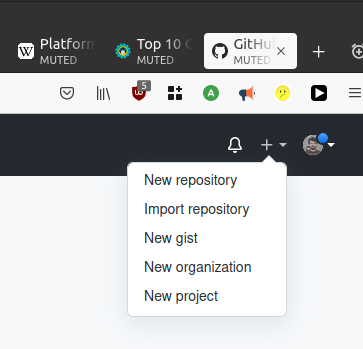 Platform
MUTED
Top 10
MUTED
GitHu
MUTED
5
A
New repository
Import repository
New gist
New organization
New project